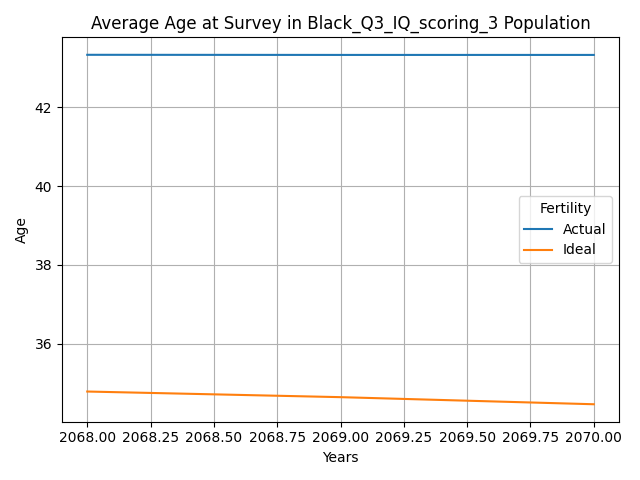 Average Age at Survey in Black_Q3_IQ_scoring_3 Population
Age
42
40
38
36
Fertility
Actual
Ideal
2068.00 2068.25 2068.50 2068.75 2069.00 2069.25 2069.50 2069.75 2070.00
Years